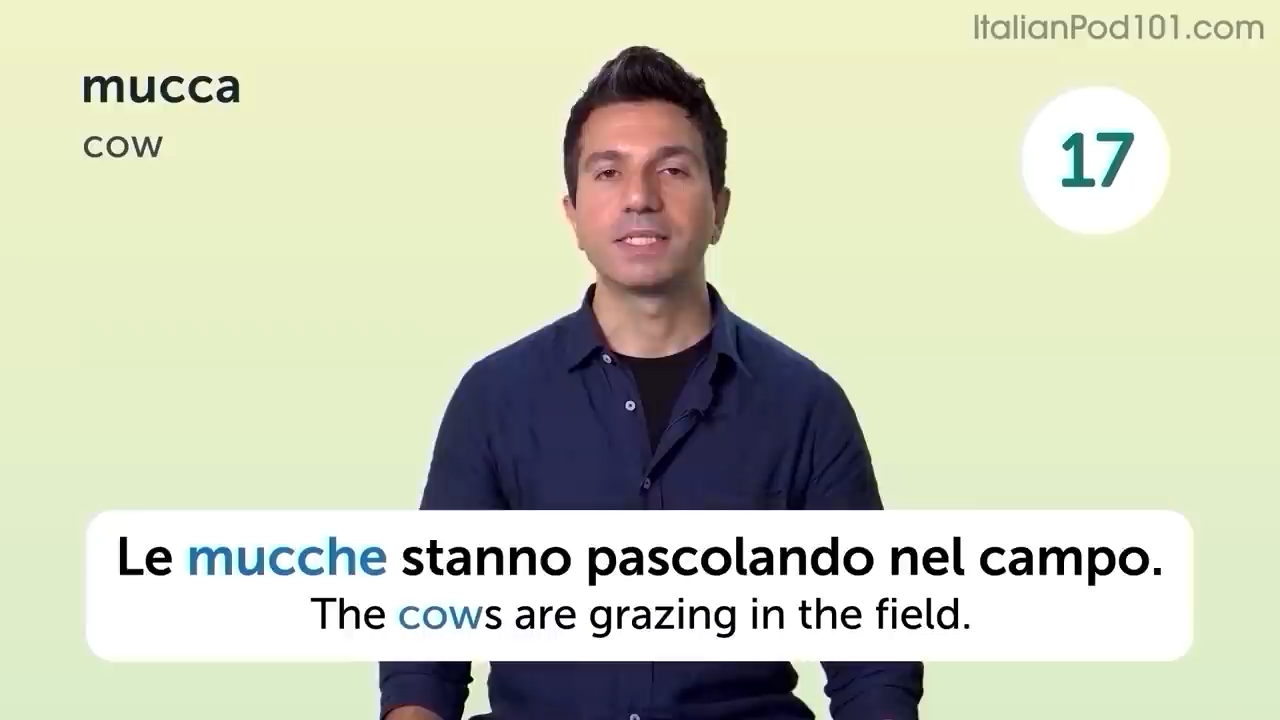 ItalianPod101.com
mucca
cow
17
Le mucche stanno pascolando nel campo.
The cows are grazing in the field.